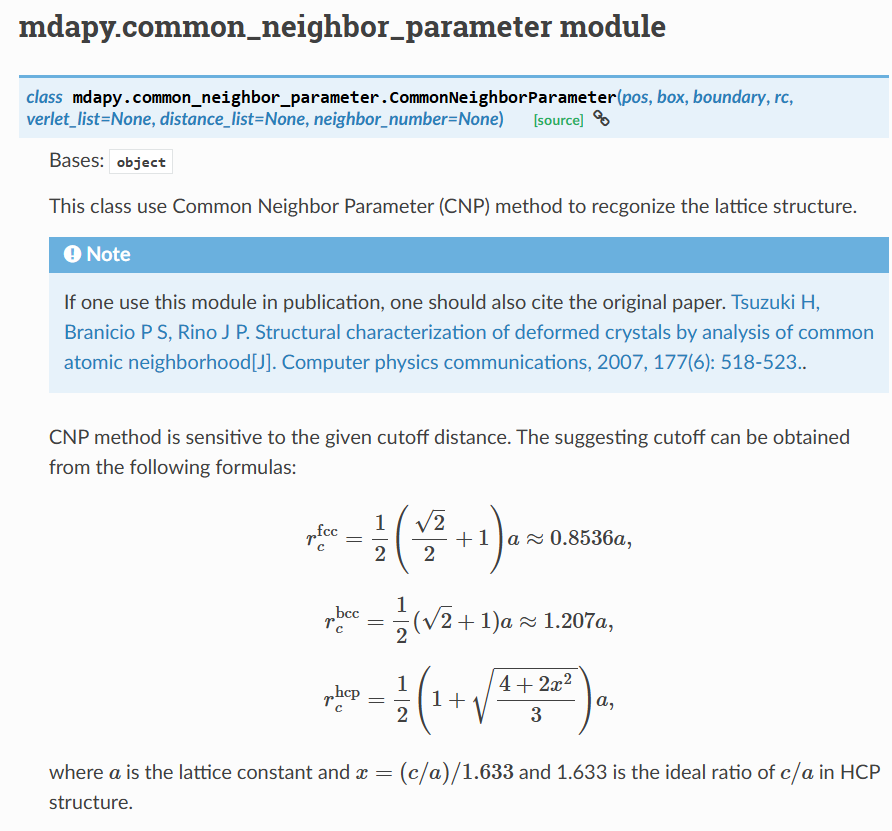 mdapy.common_neighbor_parameter module
class mdapy.common_neighbor_parameter.CommonNeighborParameter(pos, box, boundary, rc,
verlet_list=None, distance_list=None, neighbor_number=None) [source]
Bases: object
This class use Common Neighbor Parameter (CNP) method to recgonize the lattice structure.
Note
If one use this module in publication, one should also cite the original paper. Tsuzuki H,
Branicio P S, Rino J P. Structural characterization of deformed crystals by analysis of common
atomic neighborhood[J]. Computer physics communications, 2007, 177(6): 518-523..
CNP method is sensitive to the given cutoff distance. The suggesting cutoff can be obtained
from the following formulas:
r_c^{fcc} = \frac{1}{2} \left( \frac{\sqrt{2}}{2} + 1 \right) a ≈ 0.8536a,
r_c^{bcc} = \frac{1}{2} (\sqrt{2} + 1) a ≈ 1.207a,
r_c^{hcp} = \frac{1}{2} \left( 1 + \sqrt{\frac{4 + 2x^2}{3}} \right) a,
where a is the lattice constant and x = (c/a)/1.633 and 1.633 is the ideal ratio of c/a in HCP
structure.